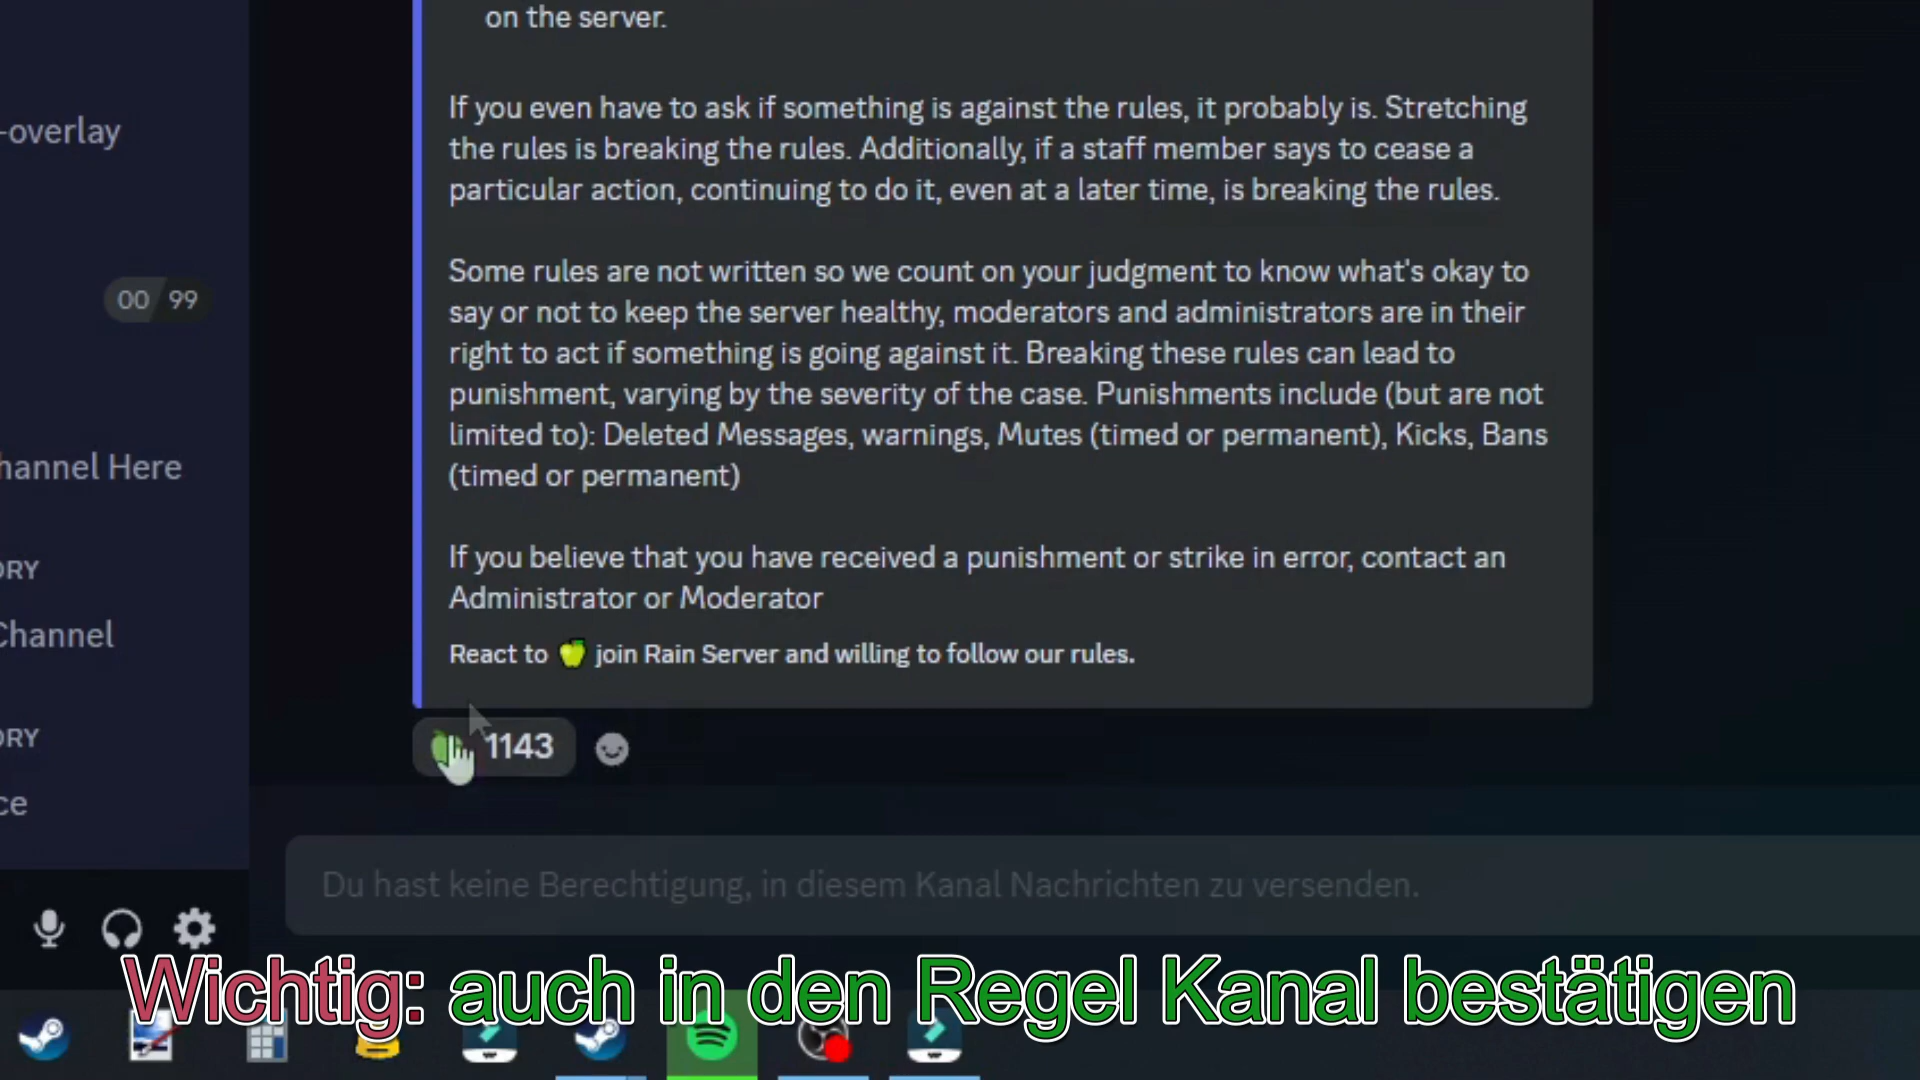 on the server.
-overlay
If you even have to ask if something is against the rules, it probably is. Stretching
the rules is breaking the rules. Additionally, if a staff member says to cease a
particular action, continuing to do it, even at a later time, is breaking the rules.
00 99
Some rules are not written so we count on your judgment to know what's okay to
say or not to keep the server healthy, moderators and administrators are in their
right to act if something is going against it. Breaking these rules can lead to
punishment, varying by the severity of the case. Punishments include (but are not
limited to): Deleted Messages, warnings, Mutes (timed or permanent), Kicks, Bans
(timed or permanent)
hannel Here
ORY
If you believe that you have received a punishment or strike in error, contact an
Administrator or Moderator
Channel
React to join Rain Server and willing to follow our rules.
ORY
1143
ce
Du hast keine Berechtigung, in diesem Kanal Nachrichten zu versenden.
Wichtig: auch in den Regel Kanal bestätigen